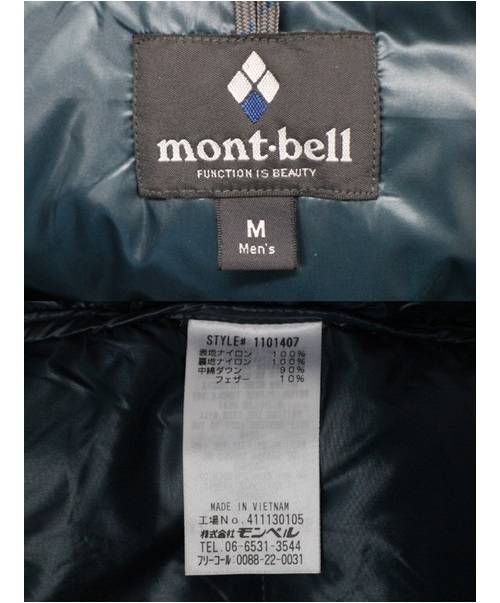 mont·bell
FUNCTION IS BEAUTY
M
Men's
STYLE# 1101407
表地ナイロン 100%
裏地ナイロン 100%
中綿ダウン 90%
フェザー 10%
MADE IN VIETNAM
工場No.411130105
株式会社モンベル
TEL. 06-6531-3544
フリーコール:0088-22-0031